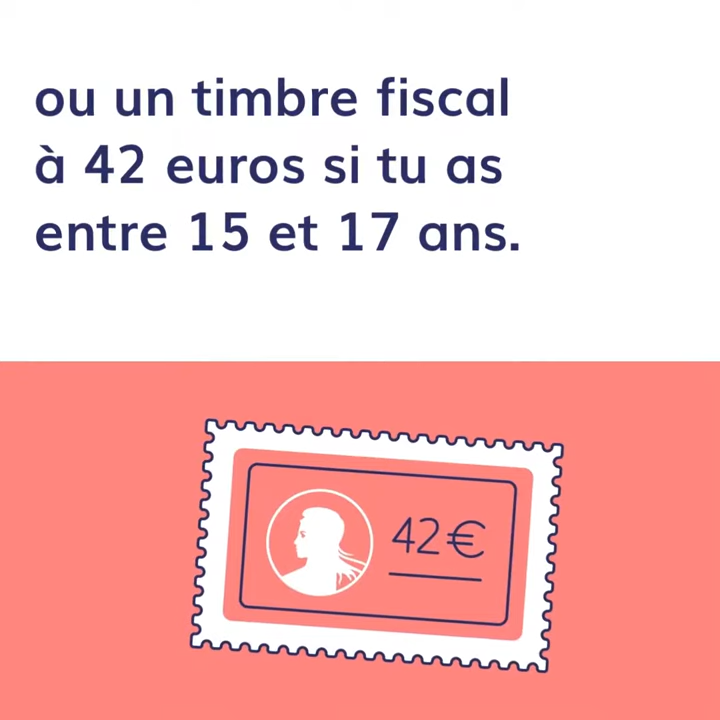 ou un timbre fiscal
à 42 euros si tu as
entre 15 et 17 ans.
42€